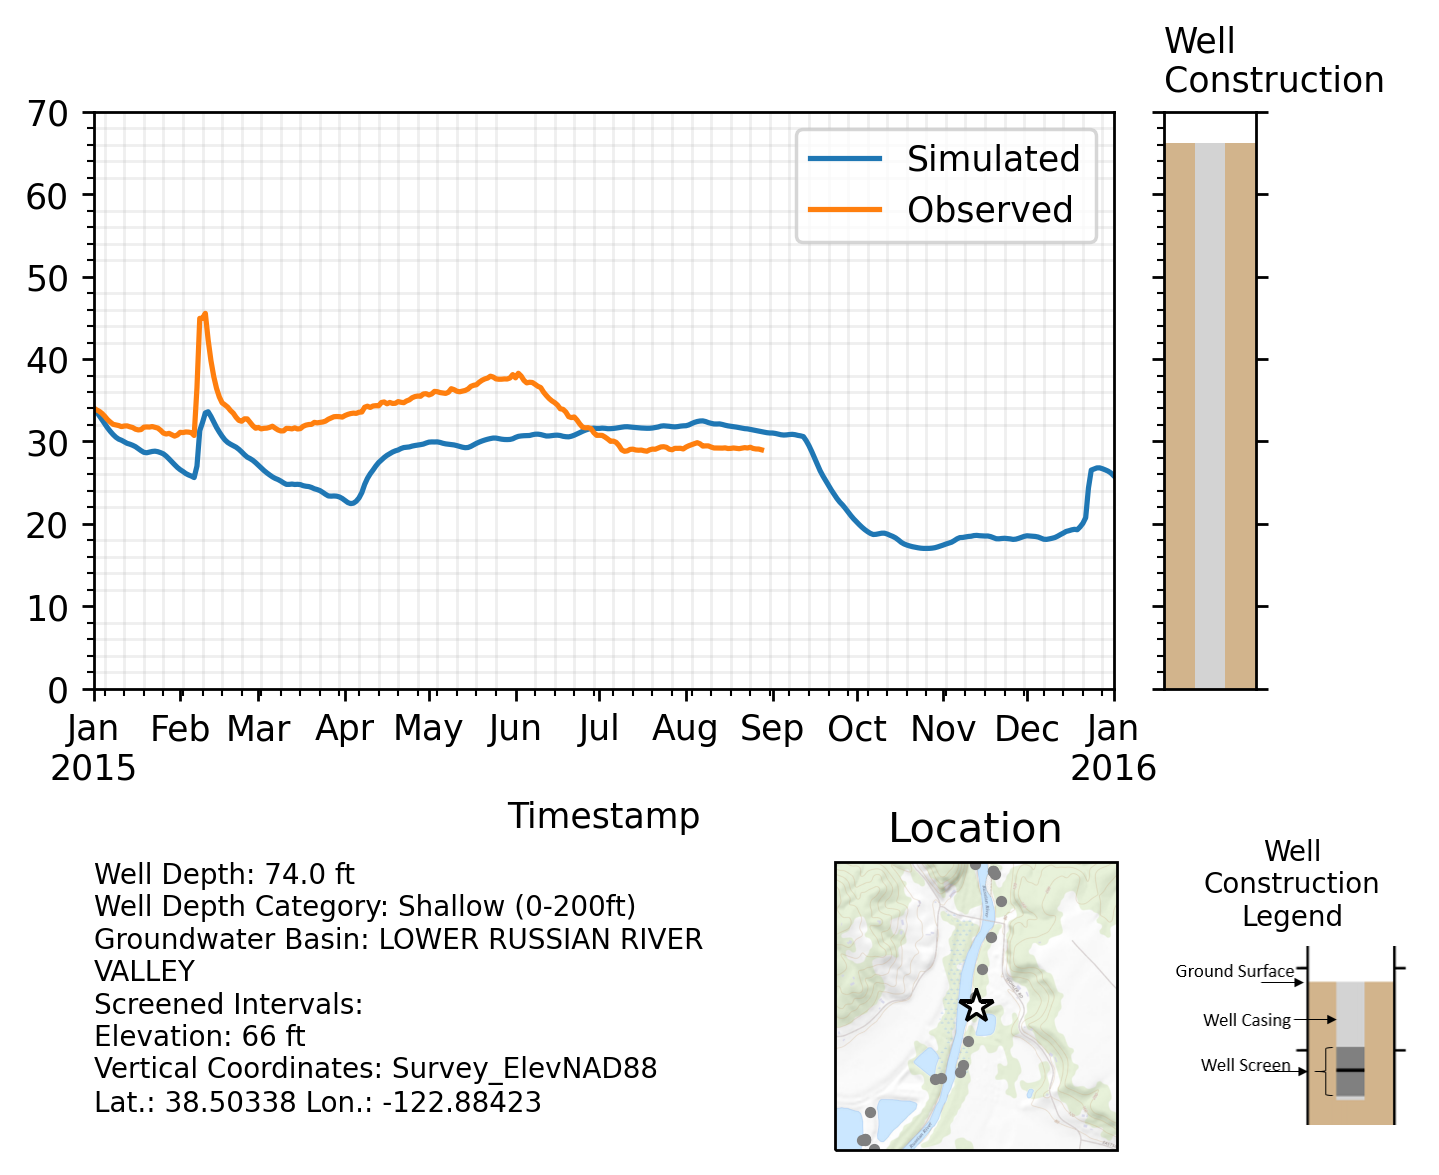 Well
Construction
70
60
50
40
30
20
10
0
Simulated
Observed
Jan Feb Mar Apr May Jun Jul Aug Sep Oct Nov Dec Jan
2015 2016
Timestamp
Well Depth: 74.0 ft
Well Depth Category: Shallow (0-200ft)
Groundwater Basin: LOWER RUSSIAN RIVER
VALLEY
Screened Intervals:
Elevation: 66 ft
Vertical Coordinates: Survey_ElevNAD88
Lat.: 38.50338 Lon.: -122.88423
Location
Well
Construction
Legend
Ground Surface
Well Casing
Well Screen